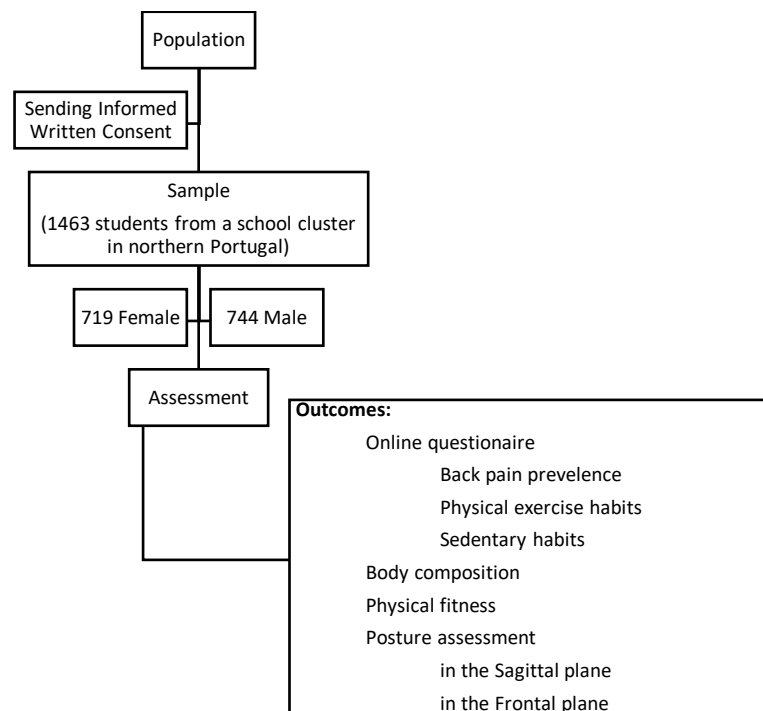 Population
Sending Informed
Written Consent
Sample
(1463 students from a school cluster
in northern Portugal)
719 Female
744 Male
Assessment
Outcomes:
Online questionaire
Back pain prevelence
Physical exercise habits
Sedentary habits
Body composition
Physical fitness
Posture assessment
in the Sagittal plane
in the Frontal plane